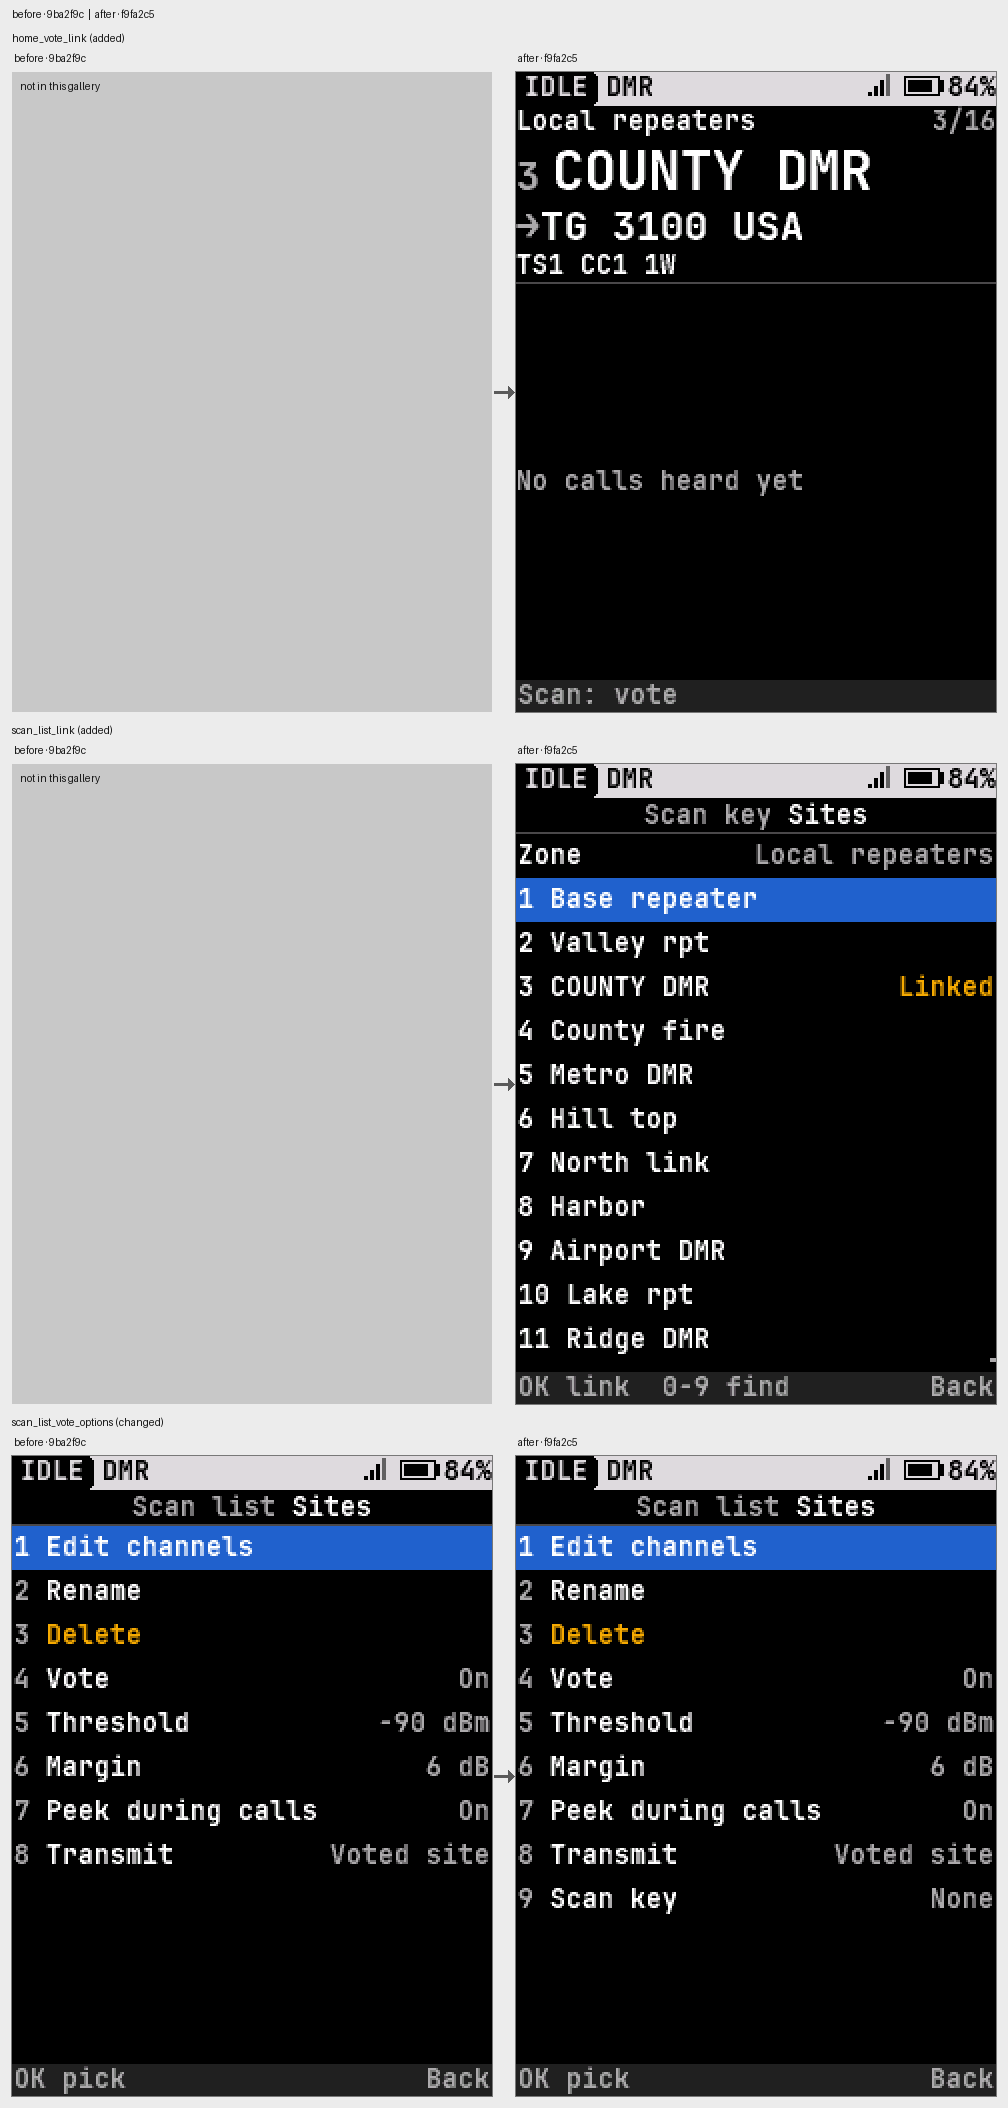 before · 9ba2f9c | after · f9fa2c5
home_vote_link (added)
before · 9ba2f9c
after · f9fa2c5
not in this gallery
IDLE DMR 84%
Local repeaters 3/16
3 COUNTY DMR
→TG 3100 USA
TS1 CC1 1W
No calls heard yet
Scan: vote
scan_list_link (added)
before · 9ba2f9c
after · f9fa2c5
not in this gallery
IDLE DMR 84%
Scan key Sites
Zone Local repeaters
1 Base repeater
2 Valley rpt
3 COUNTY DMR Linked
4 County fire
5 Metro DMR
6 Hill top
7 North link
8 Harbor
9 Airport DMR
10 Lake rpt
11 Ridge DMR
OK link 0-9 find Back
scan_list_vote_options (changed)
before · 9ba2f9c
IDLE DMR 84%
Scan list Sites
1 Edit channels
2 Rename
3 Delete
4 Vote On
5 Threshold -90 dBm
6 Margin 6 dB
7 Peek during calls On
8 Transmit Voted site
OK pick Back
after · f9fa2c5
IDLE DMR 84%
Scan list Sites
1 Edit channels
2 Rename
3 Delete
4 Vote On
5 Threshold -90 dBm
6 Margin 6 dB
7 Peek during calls On
8 Transmit Voted site
9 Scan key None
OK pick Back